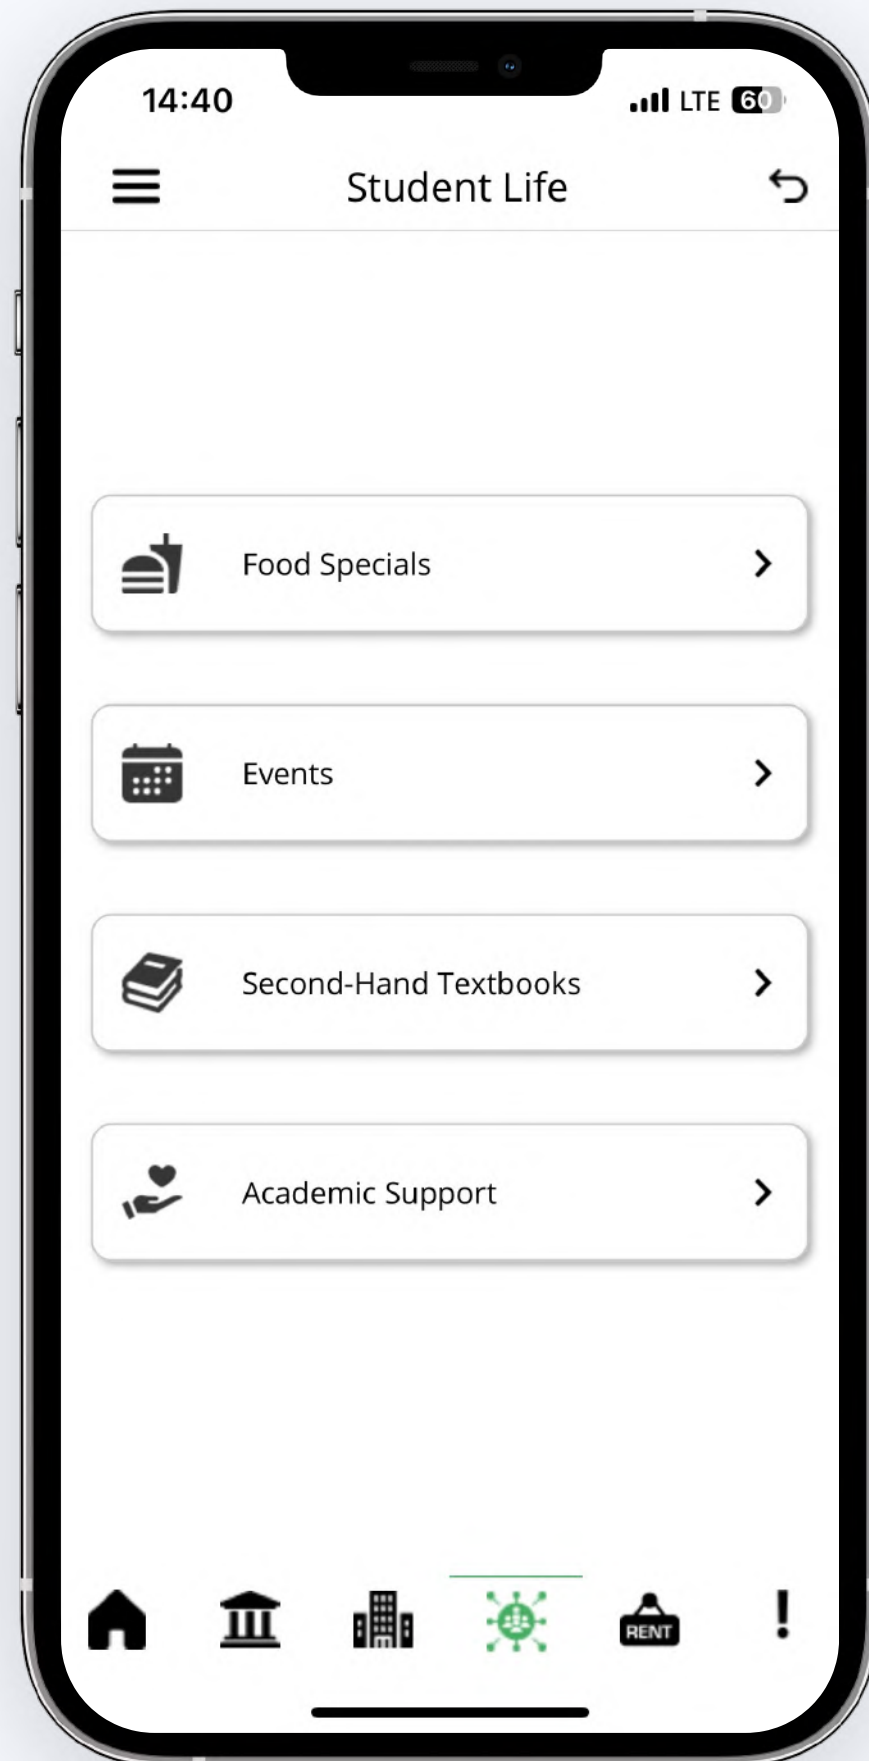 14:40
LTE 60
Student Life
Food Specials
Events
Second-Hand Textbooks
Academic Support
RENT
!